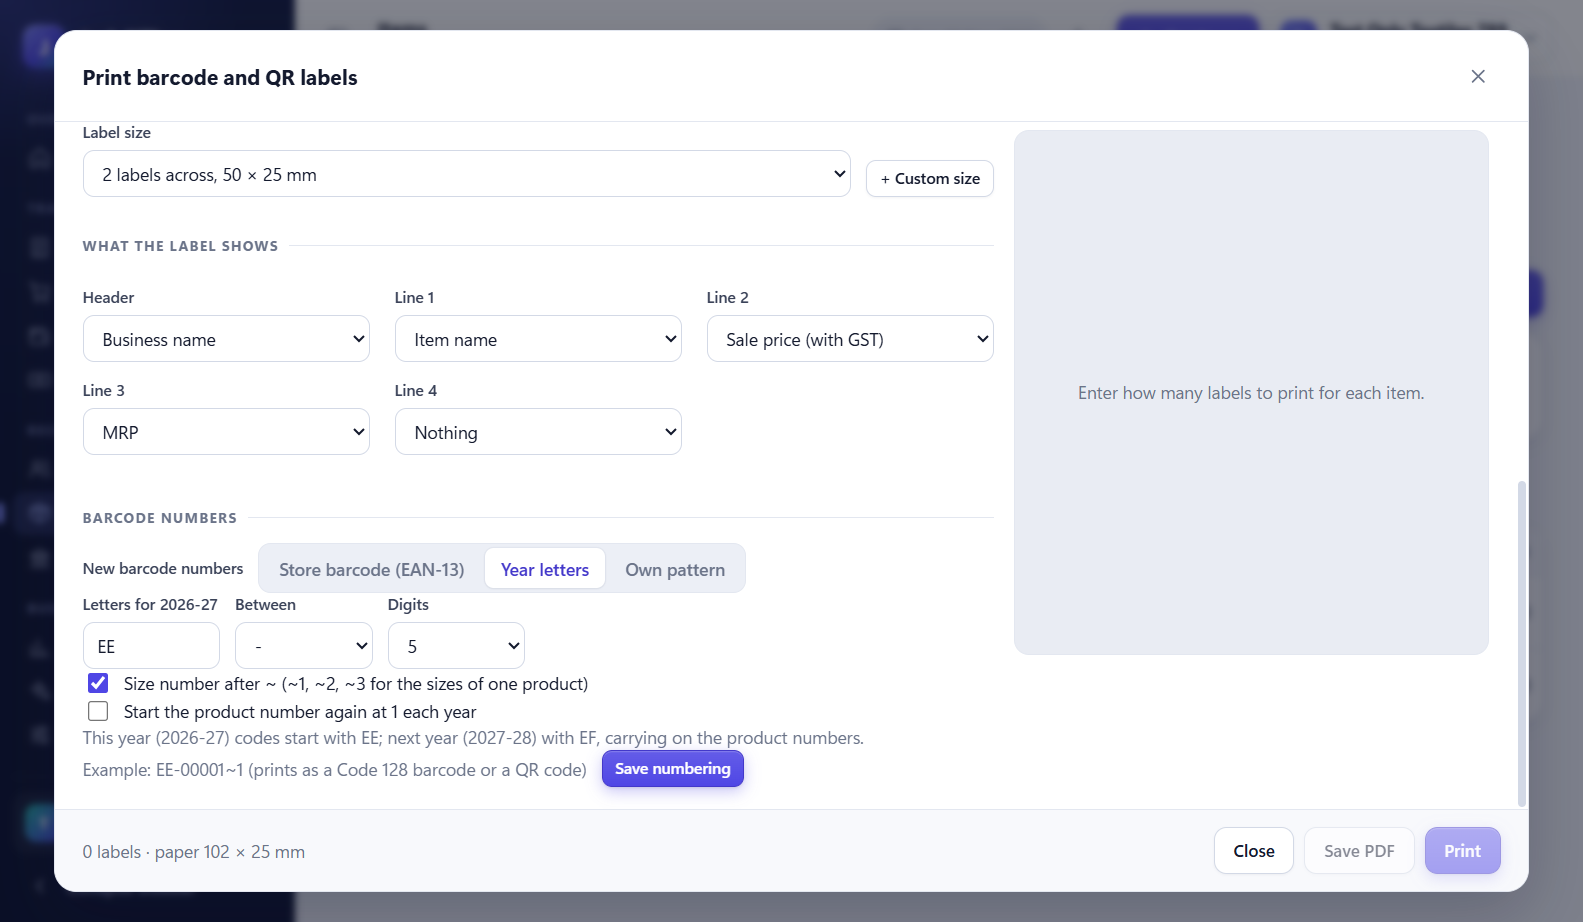 Print barcode and QR labels
Label size
2 labels across, 50 × 25 mm
+ Custom size
WHAT THE LABEL SHOWS
Header
Line 1
Line 2
Business name
Item name
Sale price (with GST)
Line 3
Line 4
MRP
Nothing
Enter how many labels to print for each item.
BARCODE NUMBERS
New barcode numbers
Store barcode (EAN-13)
Year letters
Own pattern
Letters for 2026-27
Between
Digits
EE
-
5
Size number after ~ (~1, ~2, ~3 for the sizes of one product)
Start the product number again at 1 each year
This year (2026-27) codes start with EE; next year (2027-28) with EF, carrying on the product numbers.
Example: EE-00001~1 (prints as a Code 128 barcode or a QR code)
Save numbering
0 labels · paper 102 × 25 mm
Close
Save PDF
Print